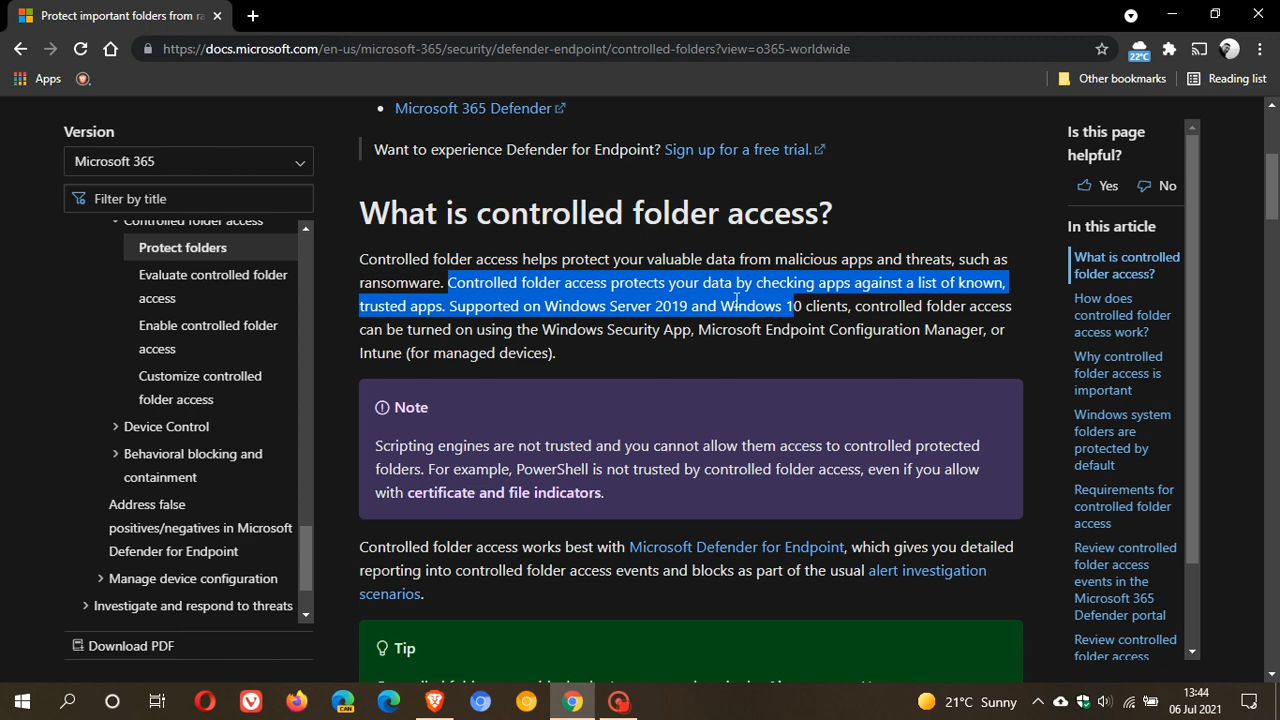 Protect important folders from ra
https://docs.microsoft.com/en-us/microsoft-365/security/defender-endpoint/controlled-folders?view=o365-worldwide
22°C
Apps
Other bookmarks
Reading list
Version
Microsoft 365
Filter by title
Controlled folder access
Protect folders
Evaluate controlled folder
access
Enable controlled folder
access
Customize controlled
folder access
Device Control
Behavioral blocking and
containment
Address false
positives/negatives in Microsoft
Defender for Endpoint
Manage device configuration
Investigate and respond to threats
Download PDF
Microsoft 365 Defender
Want to experience Defender for Endpoint? Sign up for a free trial.
What is controlled folder access?
Controlled folder access helps protect your valuable data from malicious apps and threats, such as
ransomware. Controlled folder access protects your data by checking apps against a list of known,
trusted apps. Supported on Windows Server 2019 and Windows 10 clients, controlled folder access
can be turned on using the Windows Security App, Microsoft Endpoint Configuration Manager, or
Intune (for managed devices).
Note
Scripting engines are not trusted and you cannot allow them access to controlled protected
folders. For example, PowerShell is not trusted by controlled folder access, even if you allow
with certificate and file indicators.
Controlled folder access works best with Microsoft Defender for Endpoint, which gives you detailed
reporting into controlled folder access events and blocks as part of the usual alert investigation
scenarios.
Tip
Is this page
helpful?
Yes No
In this article
What is controlled
folder access?
How does
controlled folder
access work?
Why controlled
folder access is
important
Windows system
folders are
protected by
default
Requirements for
controlled folder
access
Review controlled
folder access
events in the
Microsoft 365
Defender portal
Review controlled
folder access
CAN
21°C Sunny
13:44
06 Jul 2021